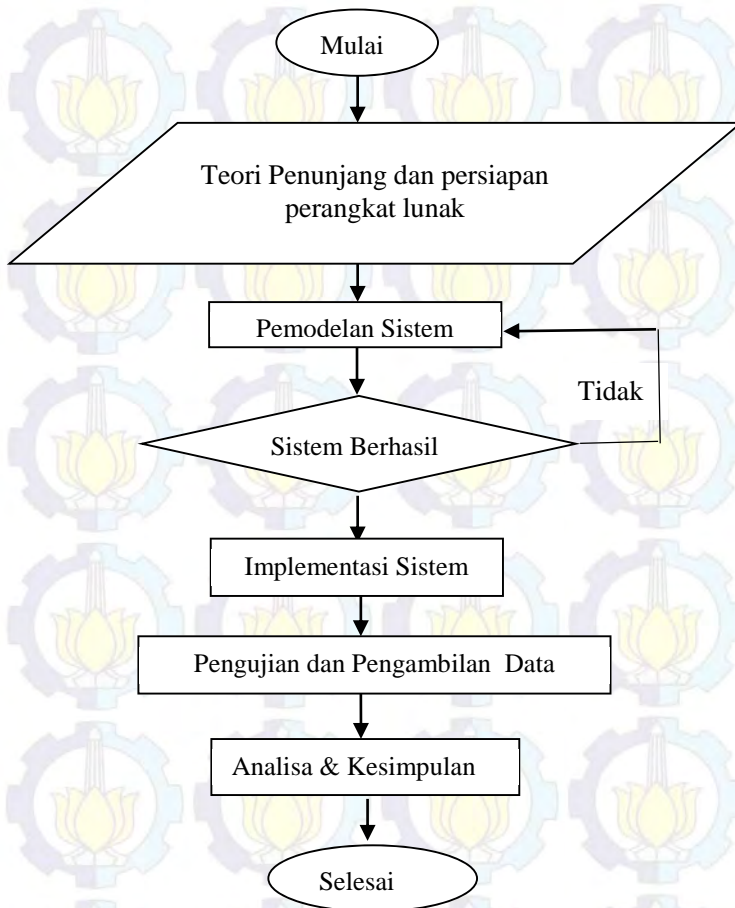 Mulai
Teori Penunjang dan persiapan
perangkat lunak
Pemodelan Sistem
Tidak
Sistem Berhasil
Implementasi Sistem
Pengujian dan Pengambilan Data
Analisa & Kesimpulan
Selesai